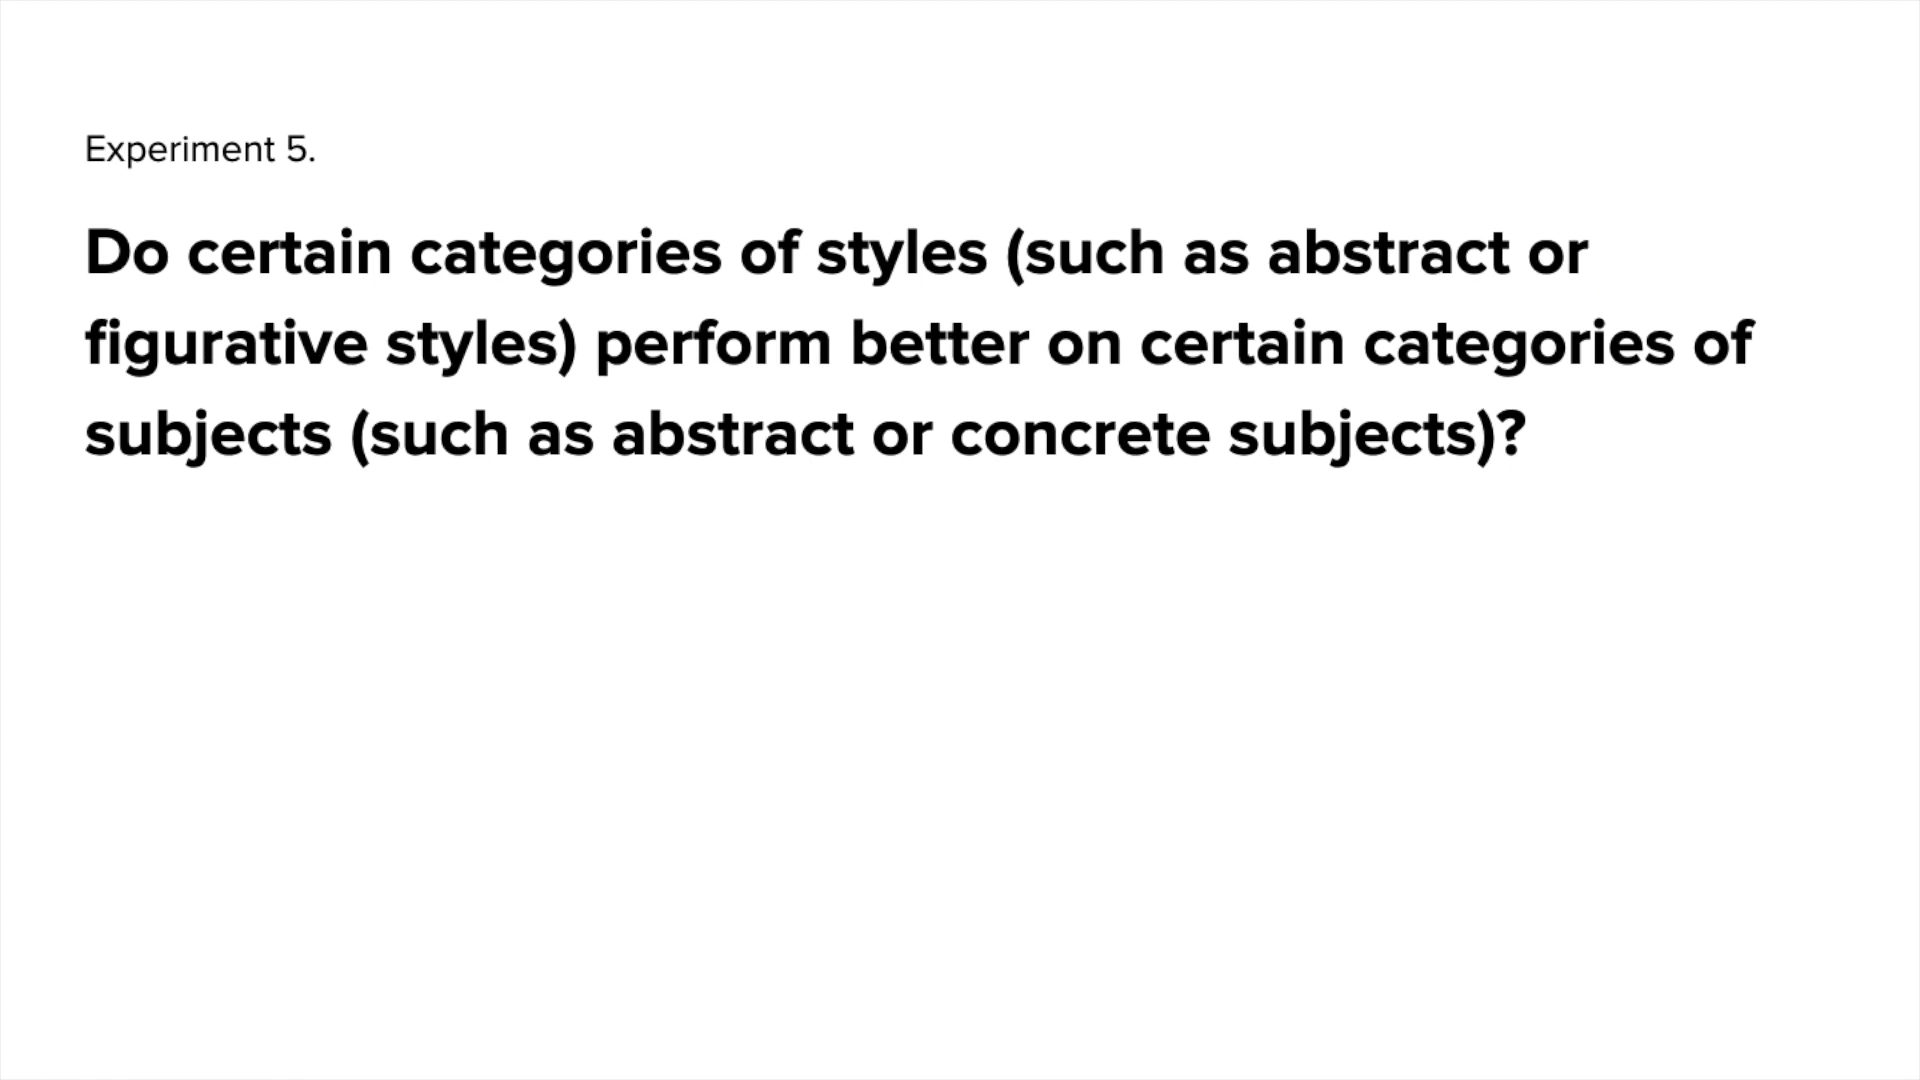 Experiment 5.
Do certain categories of styles (such as abstract or
figurative styles) perform better on certain categories of
subjects (such as abstract or concrete subjects)?